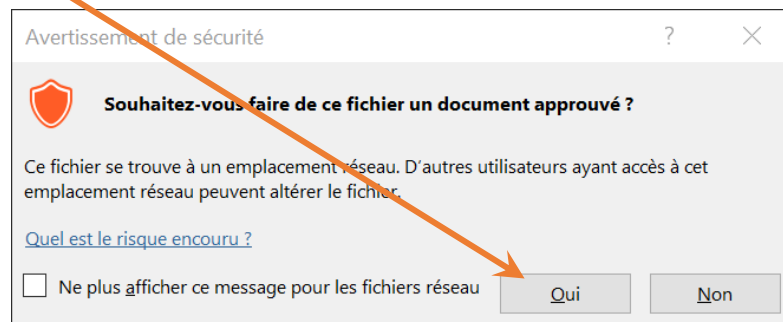 Avertissement de sécurité
Souhaitez-vous faire de ce fichier un document approuvé ?
Ce fichier se trouve à un emplacement réseau. D'autres utilisateurs ayant accès à cet
emplacement réseau peuvent altérer le fichier.
Quel est le risque encouru ?
Ne plus afficher ce message pour les fichiers réseau
Oui
Non